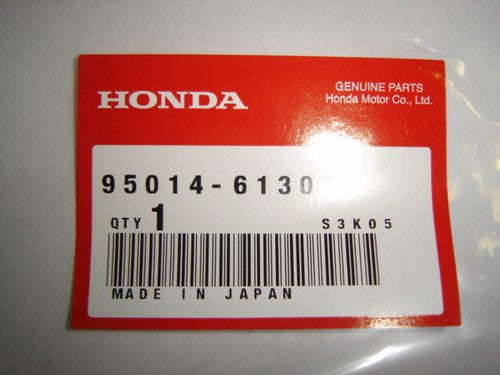 HONDA
GENUINE PARTS
Honda Motor Co., Ltd.
95014-6130
QTY 1
S3K05
MADE IN JAPAN